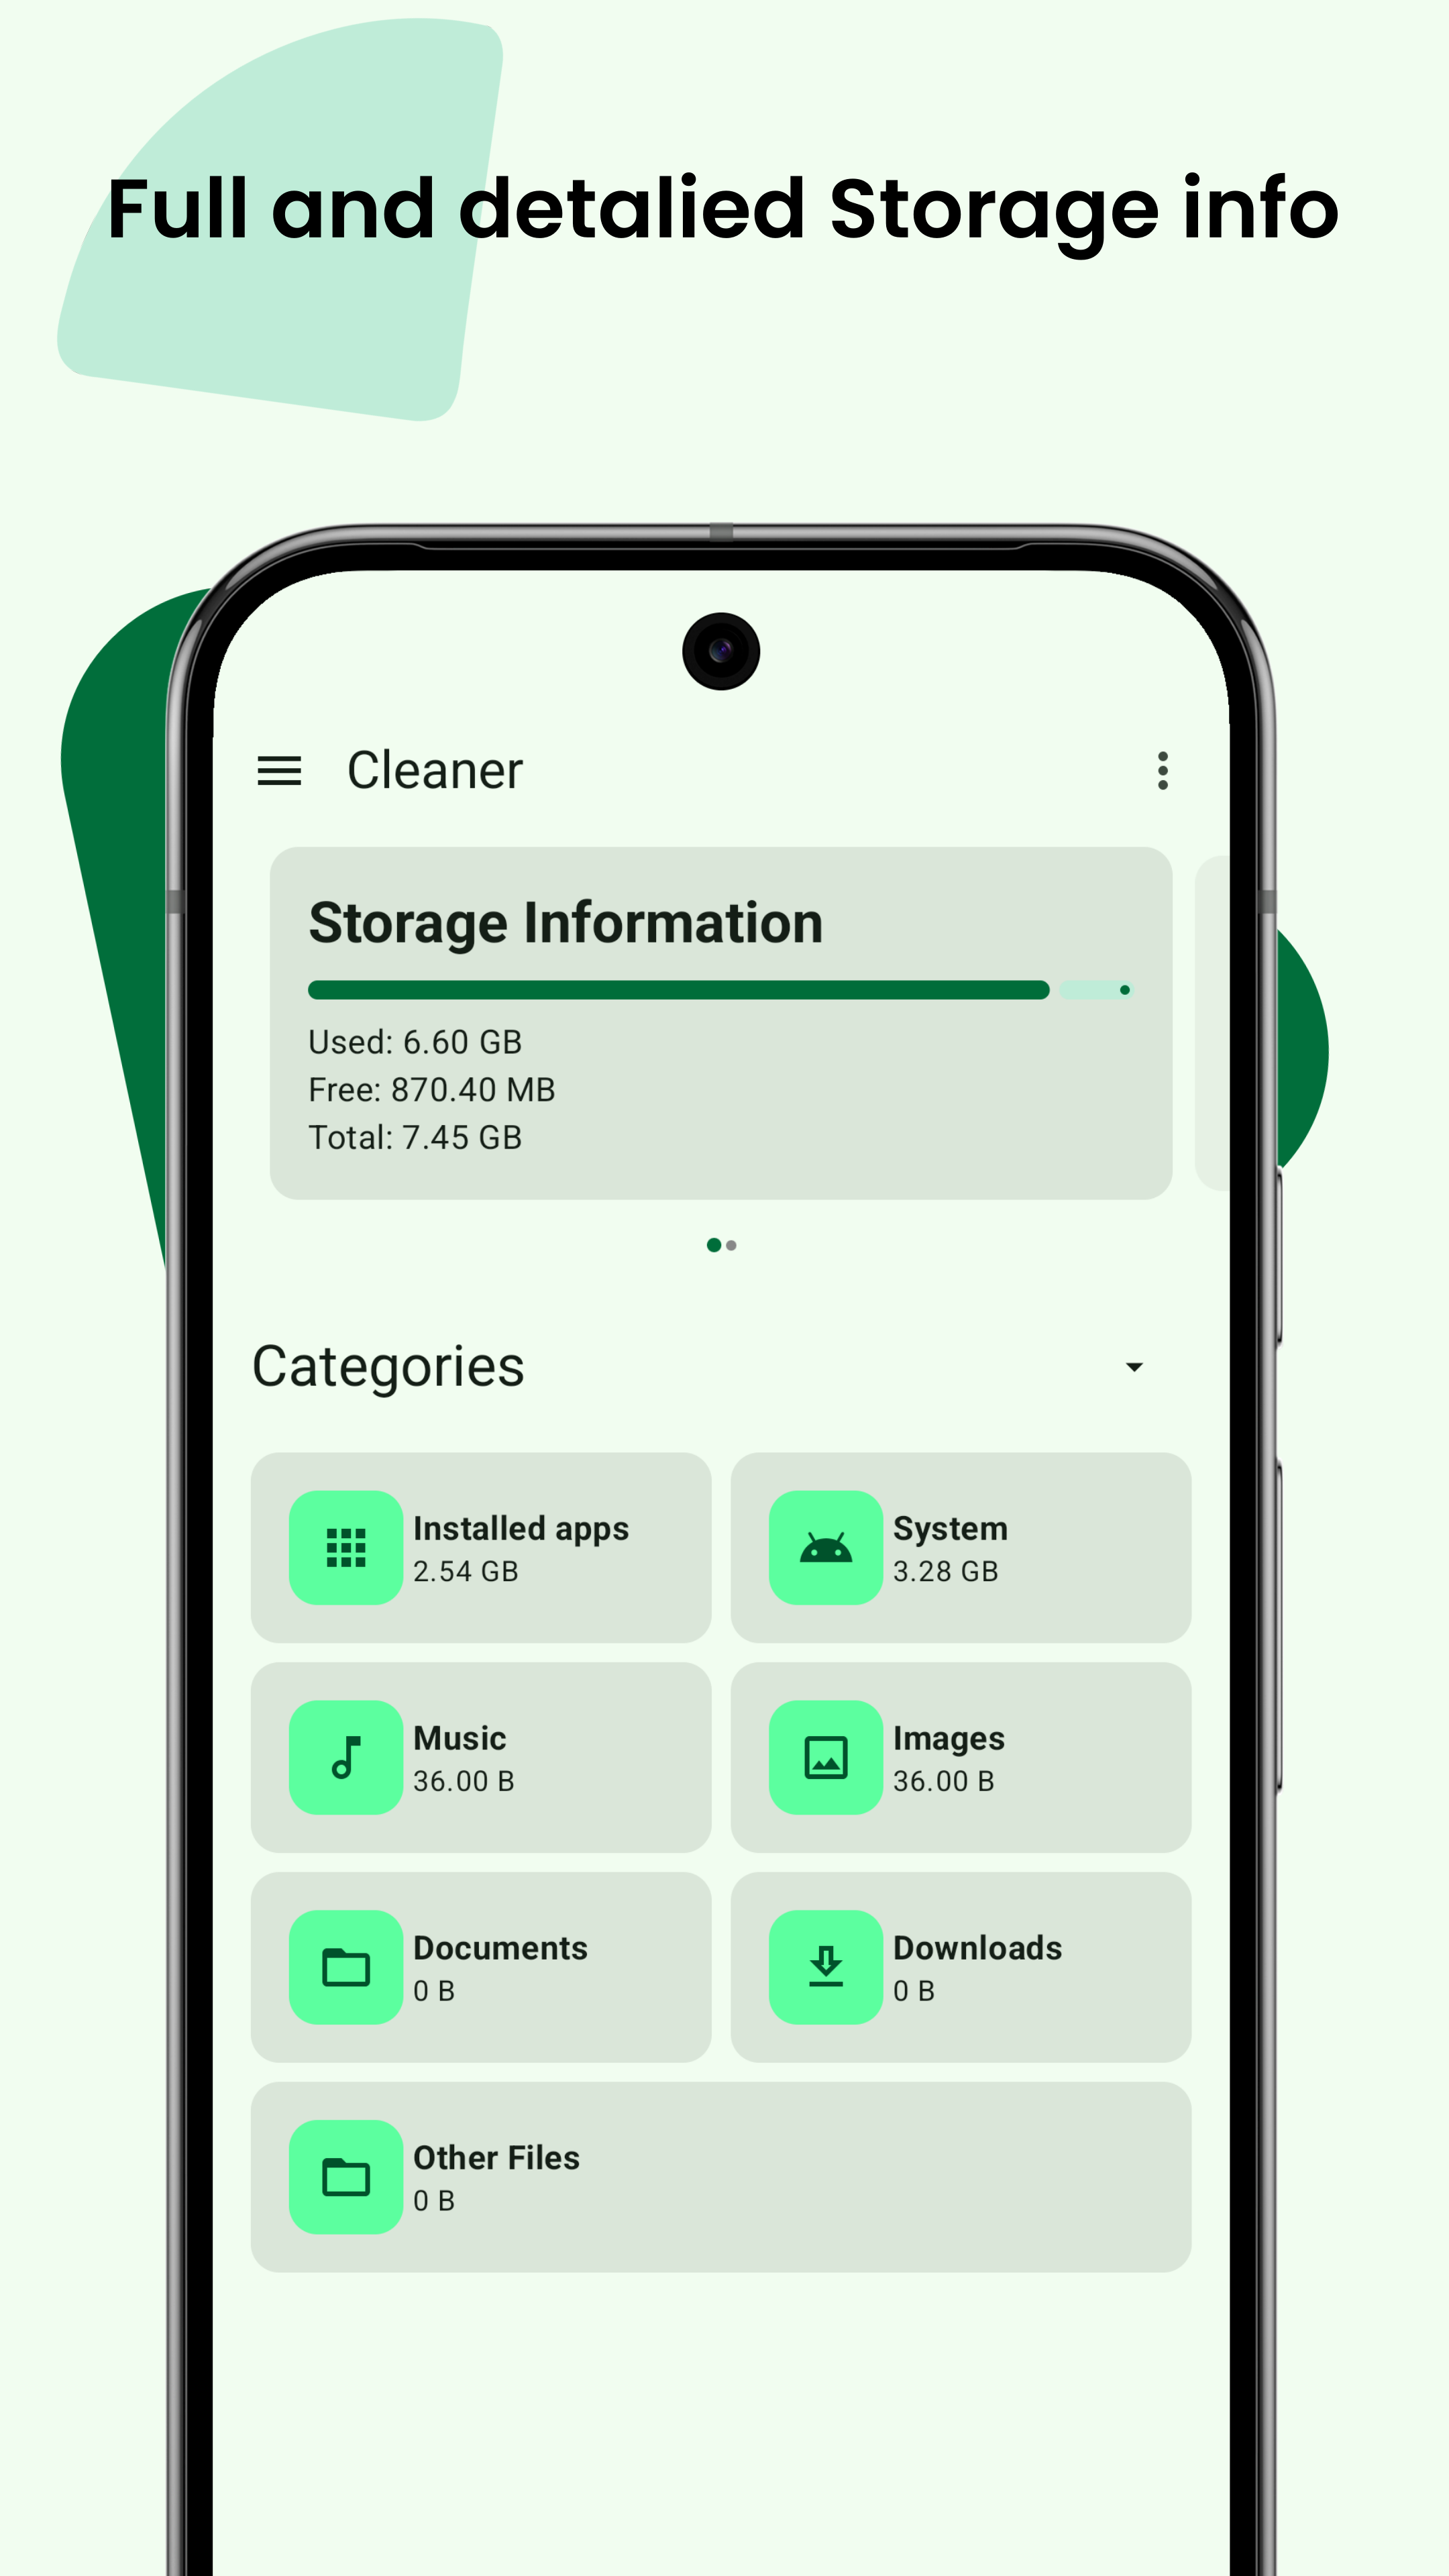 Full and detalied Storage info
Cleaner
Storage Information
Used: 6.60 GB
Free: 870.40 MB
Total: 7.45 GB
Categories
Installed apps
2.54 GB
System
3.28 GB
Music
36.00 B
Images
36.00 B
Documents
0 B
Downloads
0 B
Other Files
0 B